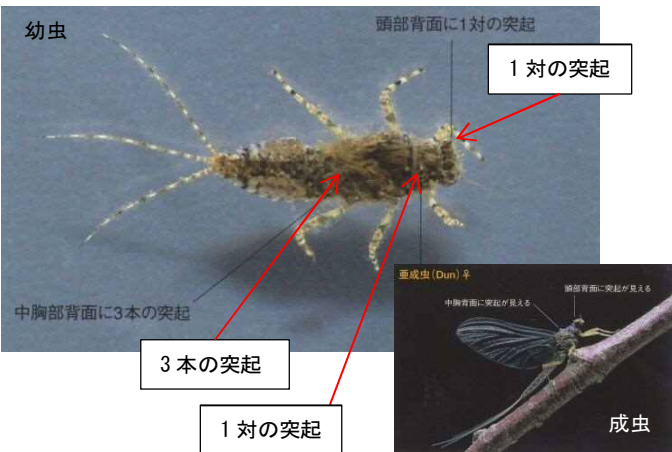 幼虫
頭部背面に1対の突起
1対の突起
中胸部背面に3本の突起
亜成虫(Dun)♀
頭部背面に突起が見える
中胸背面に突起が見える
3本の突起
1対の突起
成虫